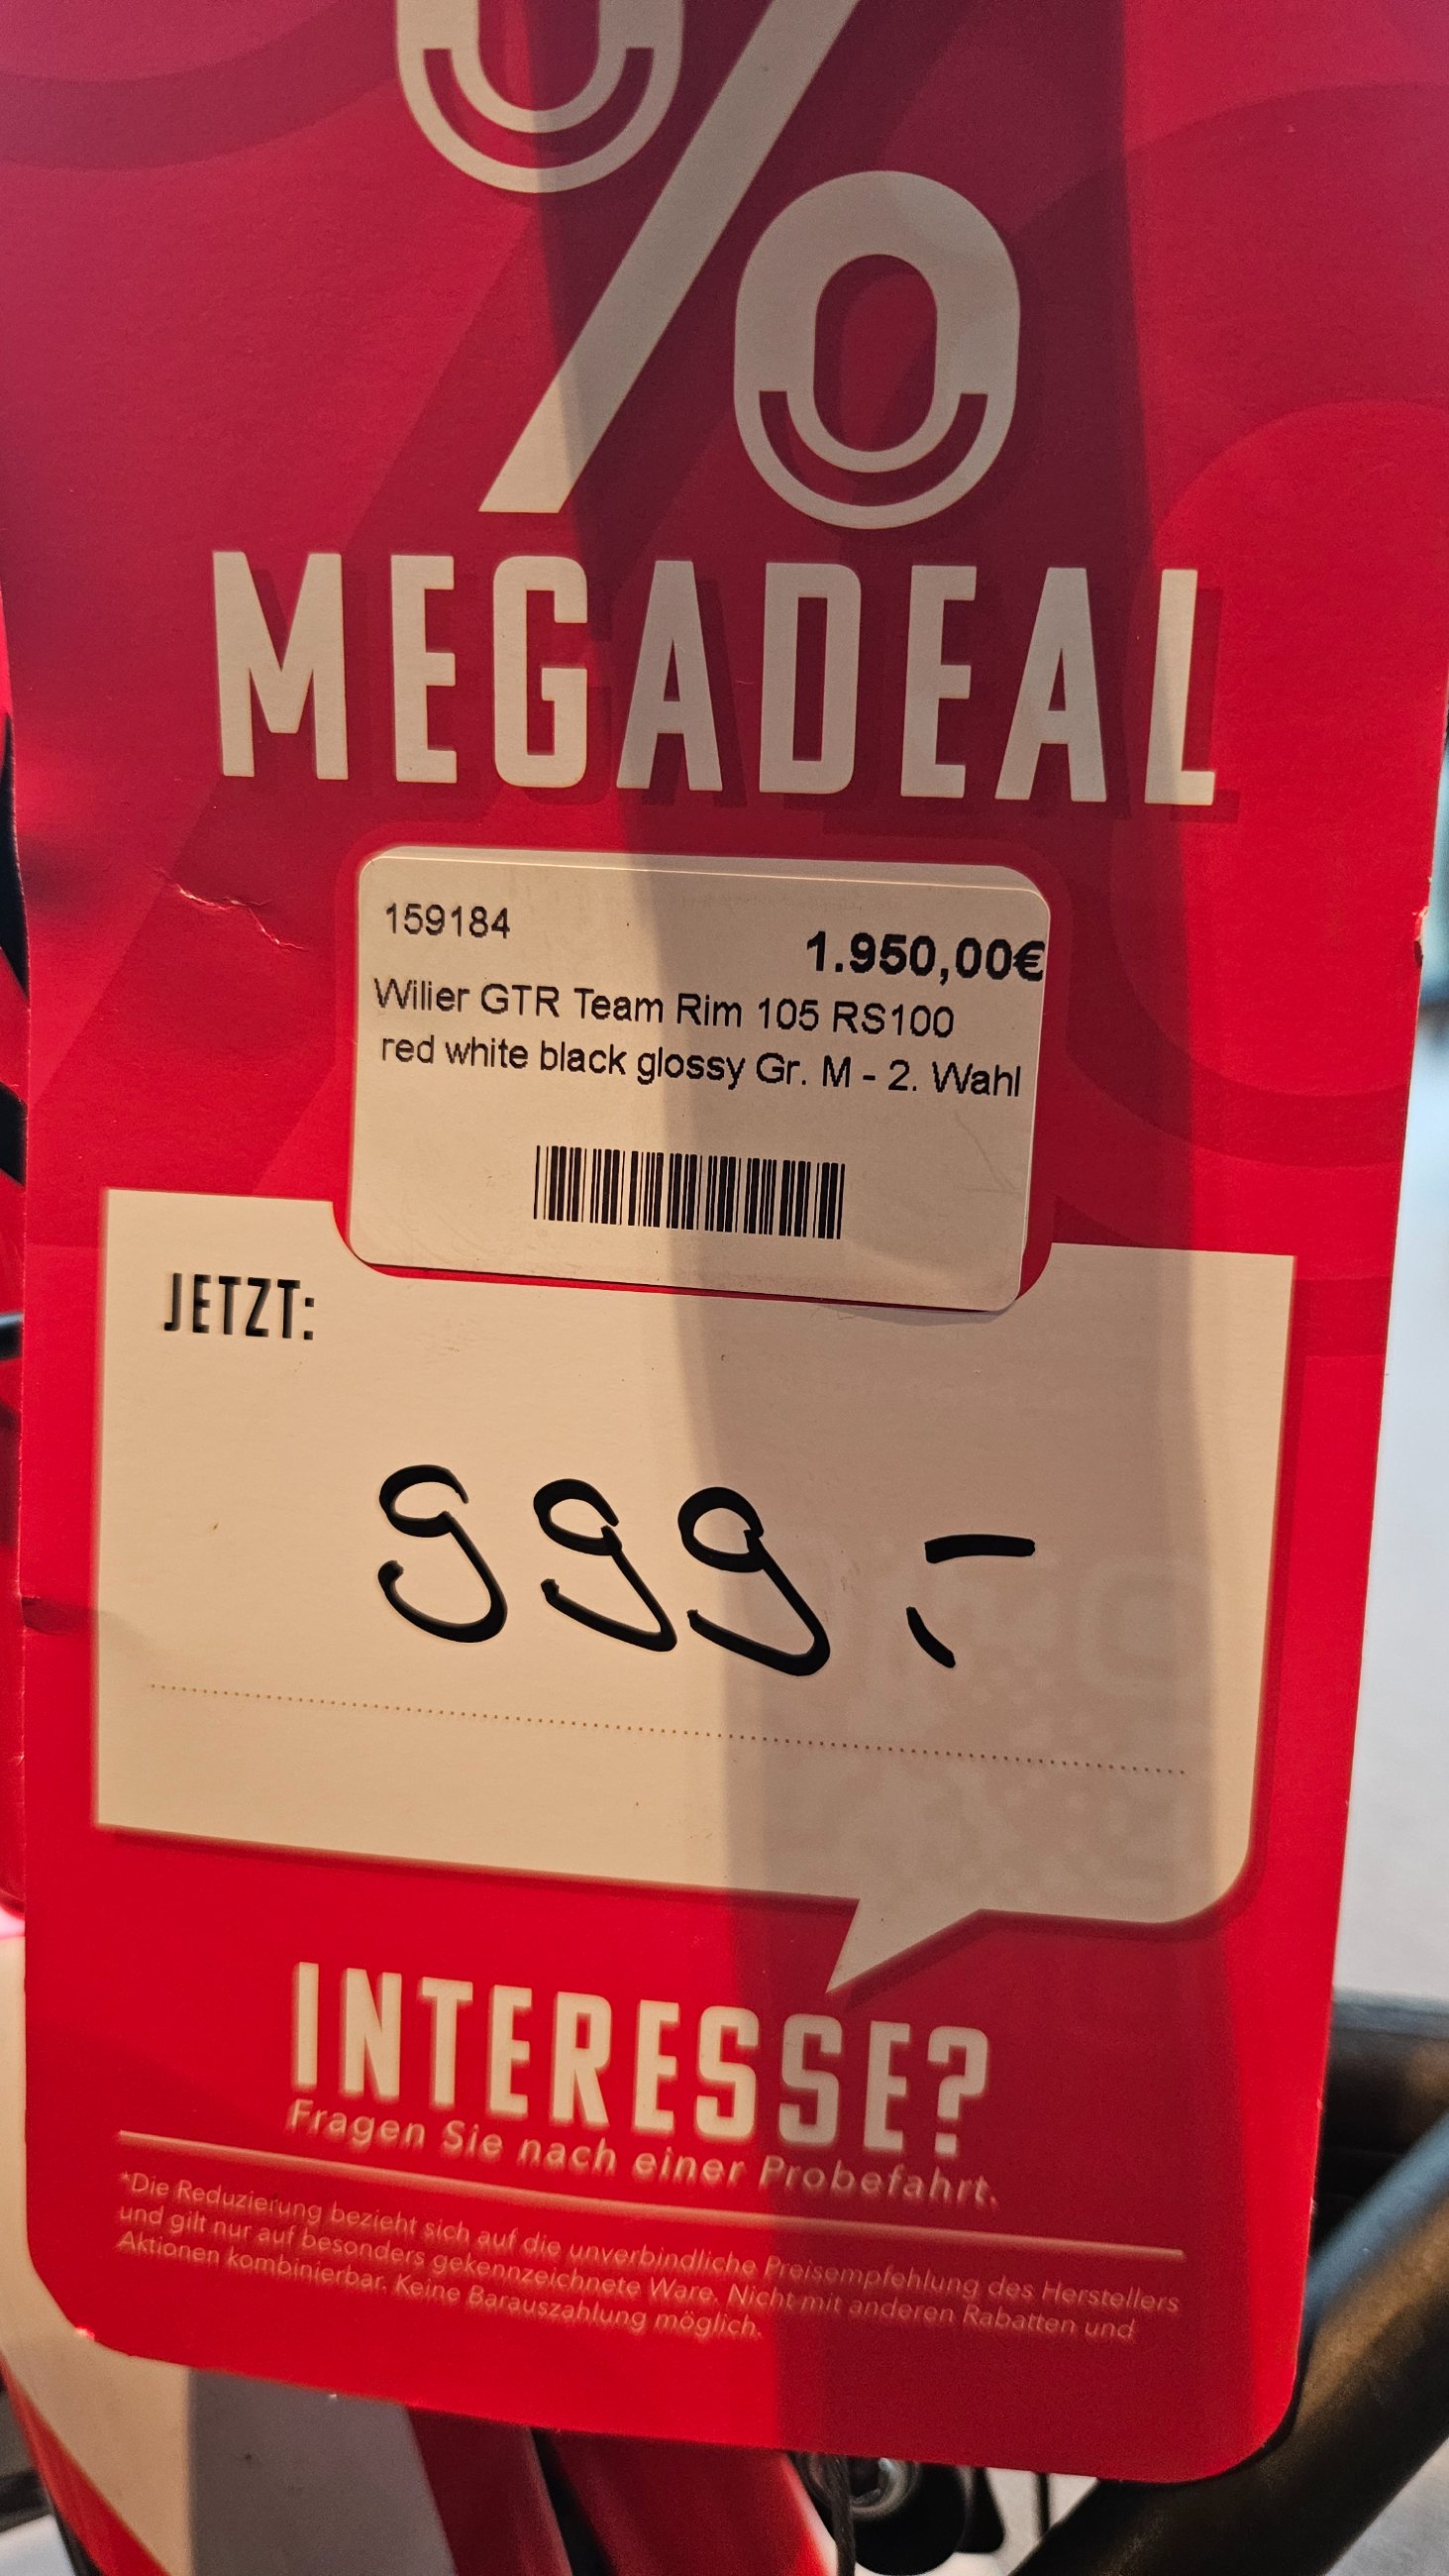 %
MEGADEAL
159184
1.950,00€
Wilier GTR Team Rim 105 RS100
red white black glossy Gr. M - 2. Wahl
JETZT:
999,-
INTERESSE?
Fragen Sie nach einer Probefahrt.
*Die Reduzierung bezieht sich auf die unverbindliche Preisempfehlung des Herstellers
und gilt nur auf besonders gekennzeichnete Ware. Nicht mit anderen Rabatten und
Aktionen kombinierbar. Keine Barauszahlung möglich.